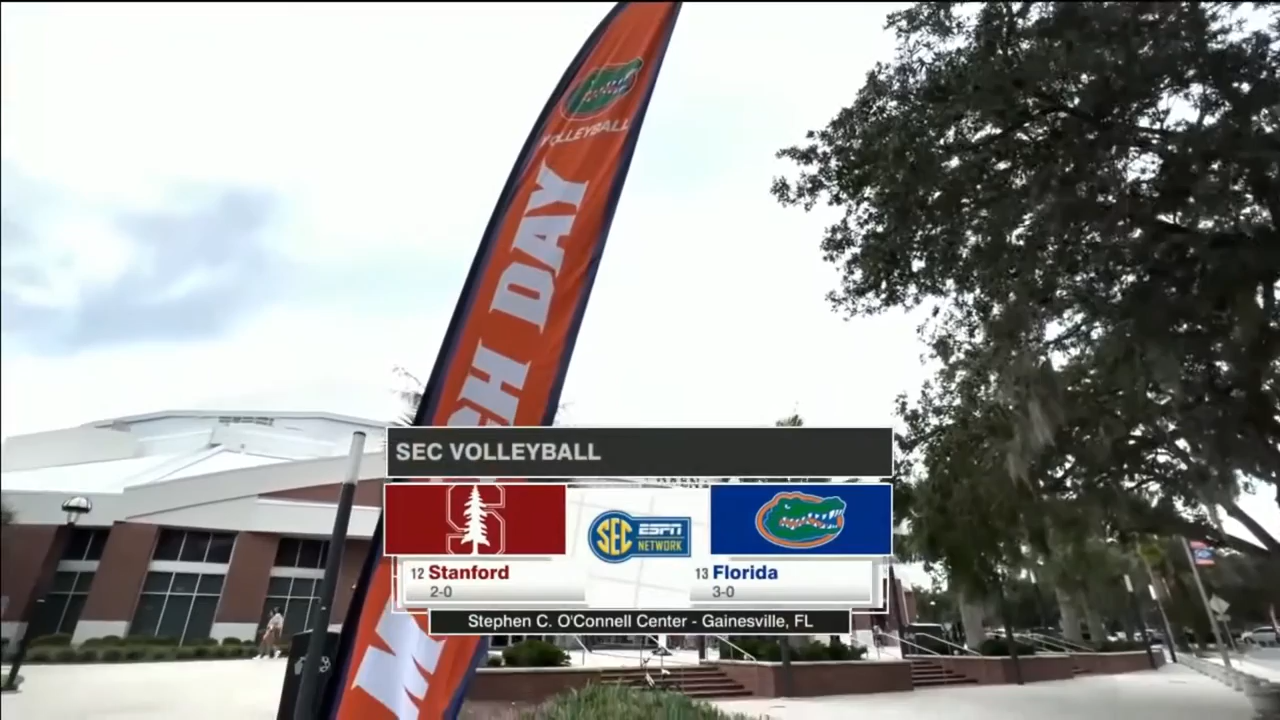 VOLLEYBALL
MATCH DAY
SEC VOLLEYBALL
S
SEC ESPN
NETWORK
12 Stanford
2-0
13 Florida
3-0
Stephen C. O'Connell Center - Gainesville, FL